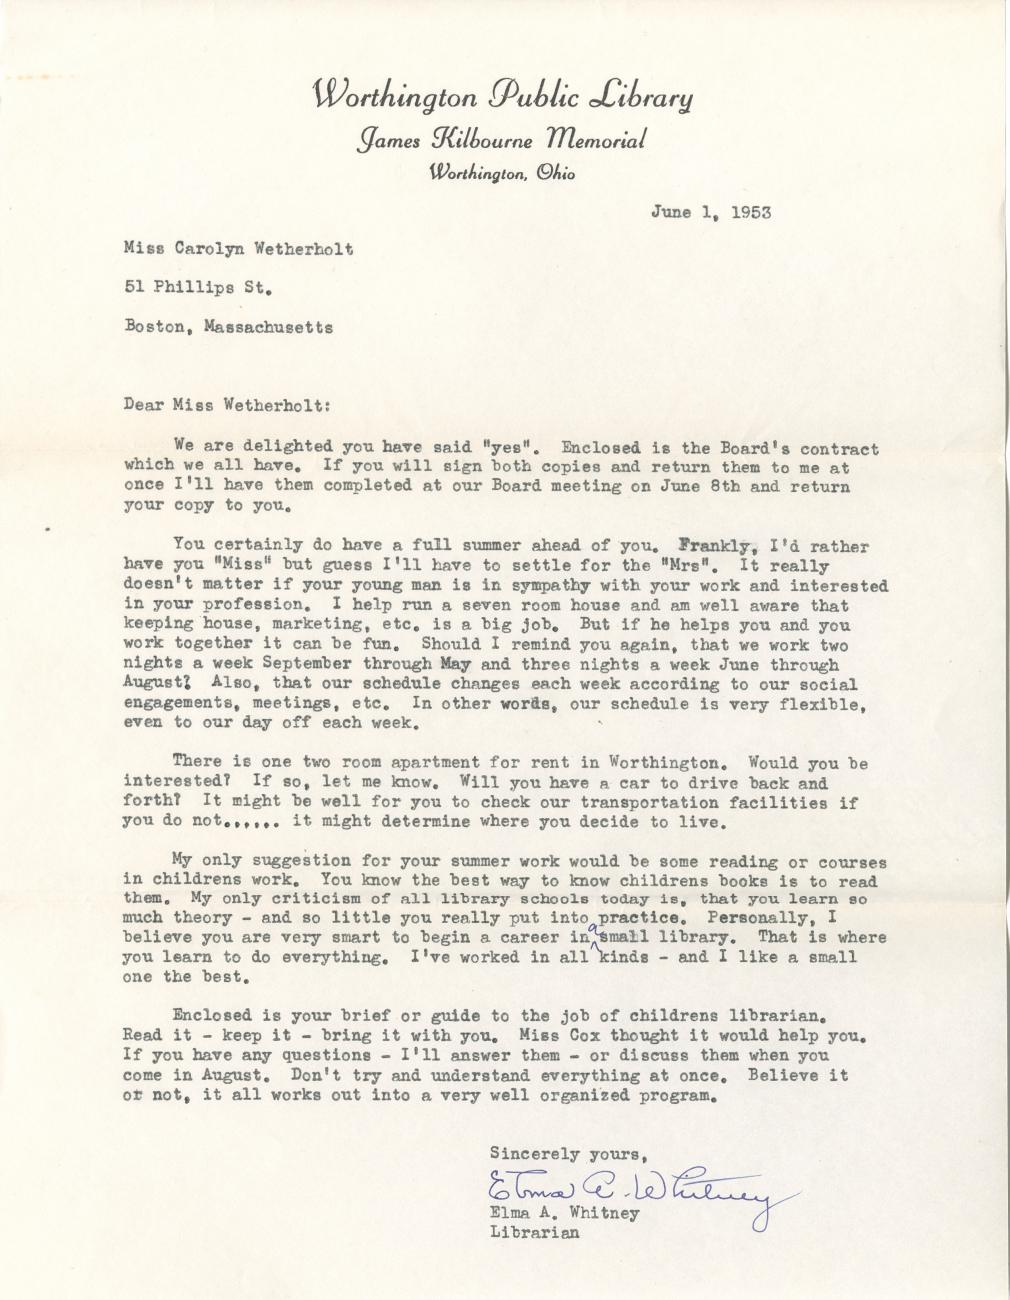 Worthington Public Library
James Kilbourne Memorial
Worthington, Ohio
June 1, 1953
Miss Carolyn Wetherholt
51 Phillips St.
Boston, Massachusetts
Dear Miss Wetherholt:
We are delighted you have said "yes". Enclosed is the Board's contract
which we all have. If you will sign both copies and return them to me at
once I'll have them completed at our Board meeting on June 8th and return
your copy to you.
You certainly do have a full summer ahead of you. Frankly, I'd rather
have you "Miss" but guess I'll have to settle for the "Mrs". It really
doesn't matter if your young man is in sympathy with your work and interested
in your profession. I help run a seven room house and am well aware that
keeping house, marketing, etc. is a big job. But if he helps you and you
work together it can be fun. Should I remind you again, that we work two
nights a week September through May and three nights a week June through
August? Also, that our schedule changes each week according to our social
engagements, meetings, etc. In other words, our schedule is very flexible,
even to our day off each week.
There is one two room apartment for rent in Worthington. Would you be
interested? If so, let me know. Will you have a car to drive back and
forth? It might be well for you to check our transportation facilities if
you do not...... it might determine where you decide to live.
My only suggestion for your summer work would be some reading or courses
in childrens work. You know the best way to know childrens books is to read
them. My only criticism of all library schools today is, that you learn so
much theory - and so little you really put into practice. Personally, I
believe you are very smart to begin a career in a small library. That is where
you learn to do everything. I've worked in all kinds - and I like a small
one the best.
Enclosed is your brief or guide to the job of childrens librarian.
Read it - keep it - bring it with you. Miss Cox thought it would help you.
If you have any questions - I'll answer them - or discuss them when you
come in August. Don't try and understand everything at once. Believe it
or not, it all works out into a very well organized program.
Sincerely yours,
Elma A. Whitney
Elma A. Whitney
Librarian